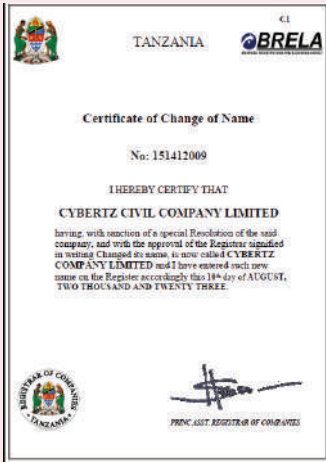 C.1
TANZANIA
BRELA
Certificate of Change of Name
No: 151412009
I HEREBY CERTIFY THAT
CYBERTZ CIVIL COMPANY LIMITED
having, with sanction of a special Resolution of the said
company, and with the approval of the Registrar signified
in writing Changed its name, is now called CYBERTZ
COMPANY LIMITED and I have entered such new
name on the Register accordingly this 10th day of AUGUST,
TWO THOUSAND AND TWENTY THREE.
REGISTRAR OF COMPANIES
TANZANIA
PRINC ASST. REGISTRAR OF COMPANIES